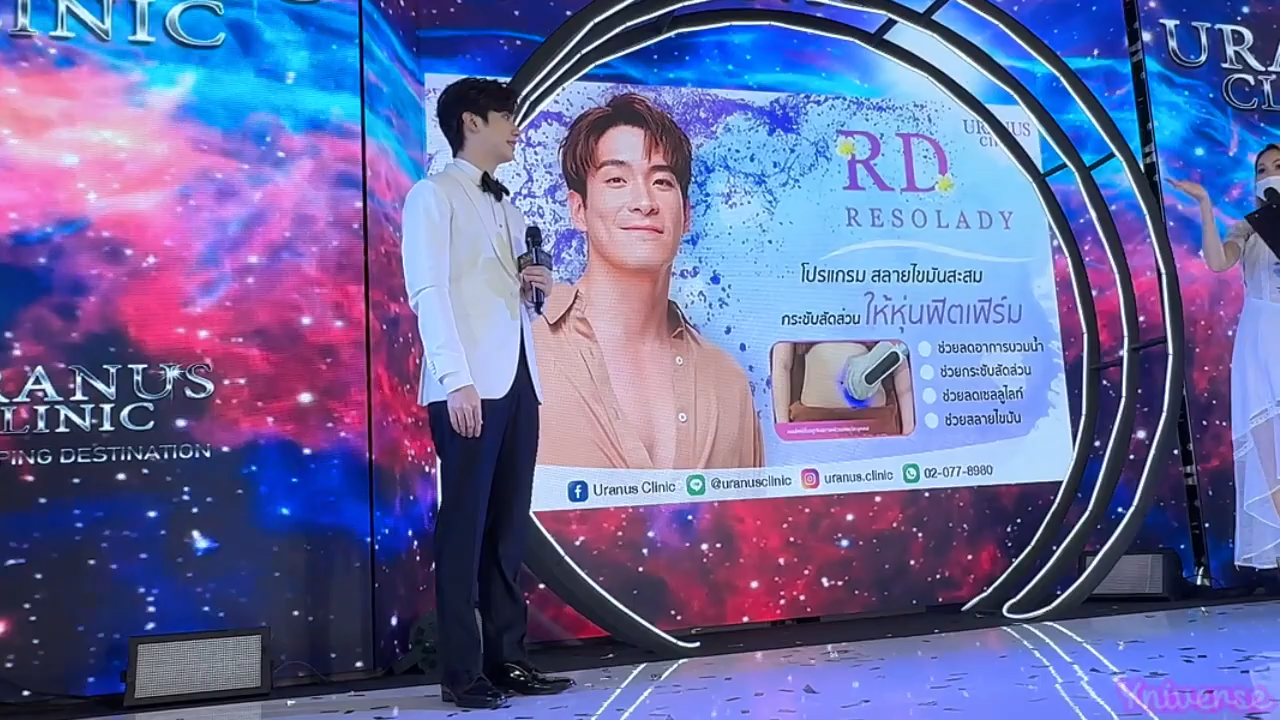 INIC
URANUS
CLINIC
PING DESTINATION
RD
RESOLADY
URANUS
โปรแกรม สลายไขมันสะสม
กระชับสัดส่วน ให้หุ่นฟิตเฟิร์ม
ช่วยลดอาการบวมน้ำ
ช่วยกระชับสัดส่วน
ช่วยลดเซลลูไลท์
ช่วยสลายไขมัน
Uranus Clinic @uranusclinic uranus.clinic 02-077-8980
URA
CL
Kniverse